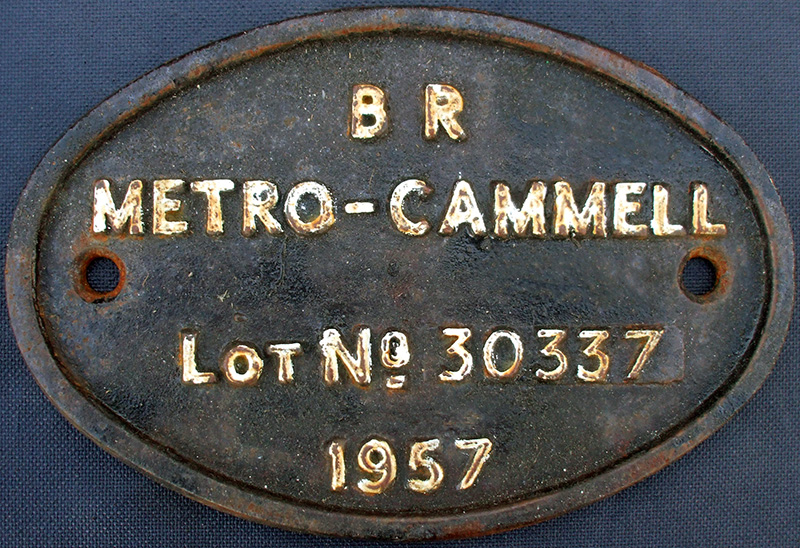 B R
METRO-CAMMELL
LOT Nº 30337
1957